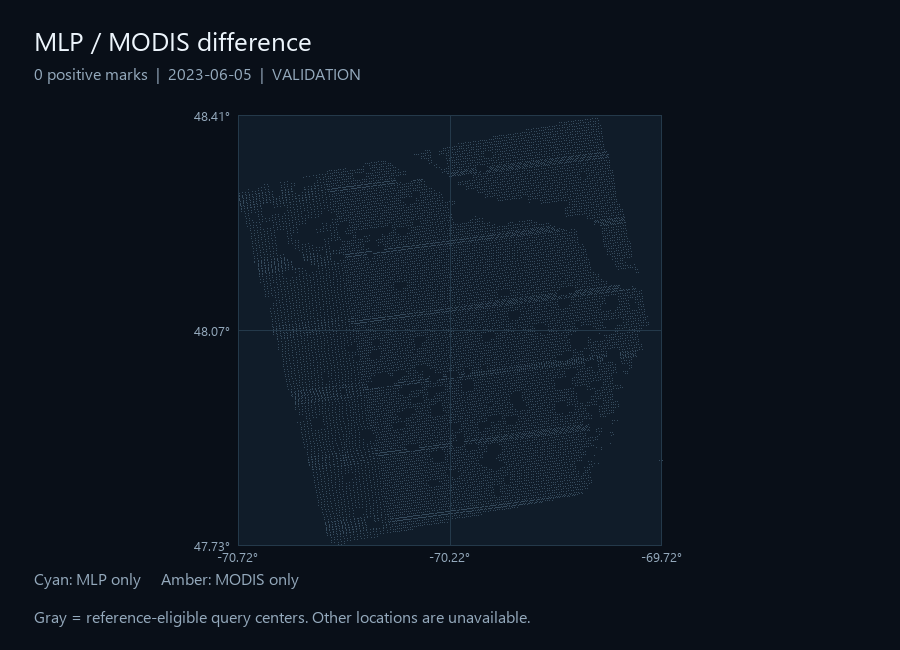 MLP / MODIS difference
0 positive marks | 2023-06-05 | VALIDATION
48.41°
48.07°
47.73°
-70.72° -70.22° -69.72°
Cyan: MLP only Amber: MODIS only
Gray = reference-eligible query centers. Other locations are unavailable.